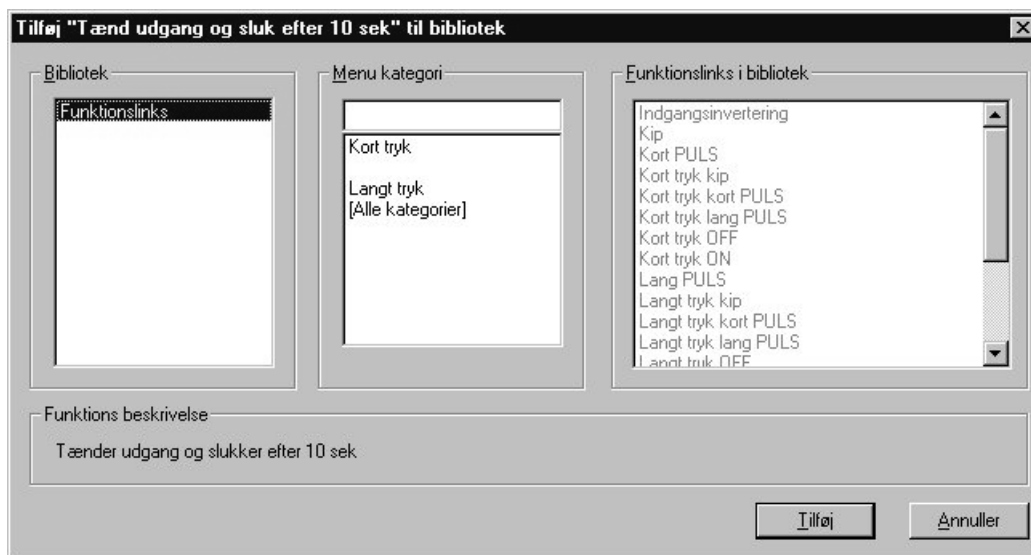 Tilføj "Tænd udgang og sluk efter 10 sek" til bibliotek
Bibliotek
Funktionslinks
Menu kategori
Kort tryk
Langt tryk
[Alle kategorier]
Funktionslinks i bibliotek
Indgangsinvertering
Kip
Kort PULS
Kort tryk kip
Kort tryk kort PULS
Kort tryk lang PULS
Kort tryk OFF
Kort tryk ON
Lang PULS
Langt tryk kip
Langt tryk kort PULS
Langt tryk lang PULS
Langt truk OFF
Funktions beskrivelse
Tænder udgang og slukker efter 10 sek
Tilføj
Annuller